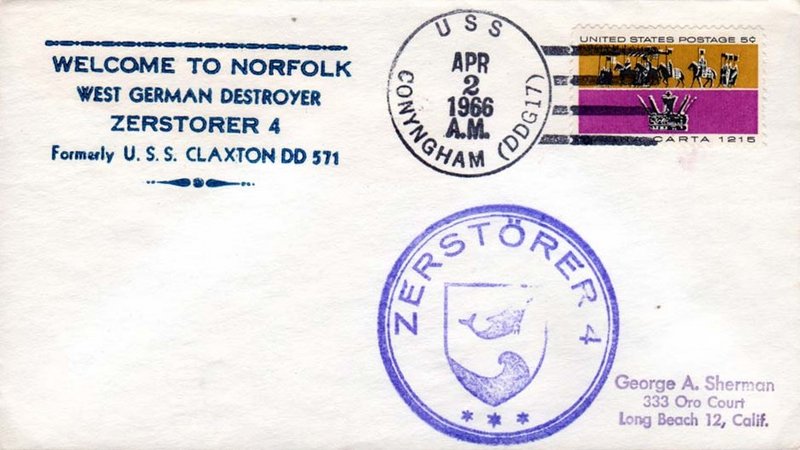 WELCOME TO NORFOLK
WEST GERMAN DESTROYER
ZERSTORER 4
Formerly U. S. S. CLAXTON DD 571
USS
CONYNGHAM (DDG17)
APR
2
1966
A.M.
UNITED STATES POSTAGE 5¢
CARTA 1215
ZERSTÖRER 4
George A. Sherman
333 Oro Court
Long Beach 12, Calif.